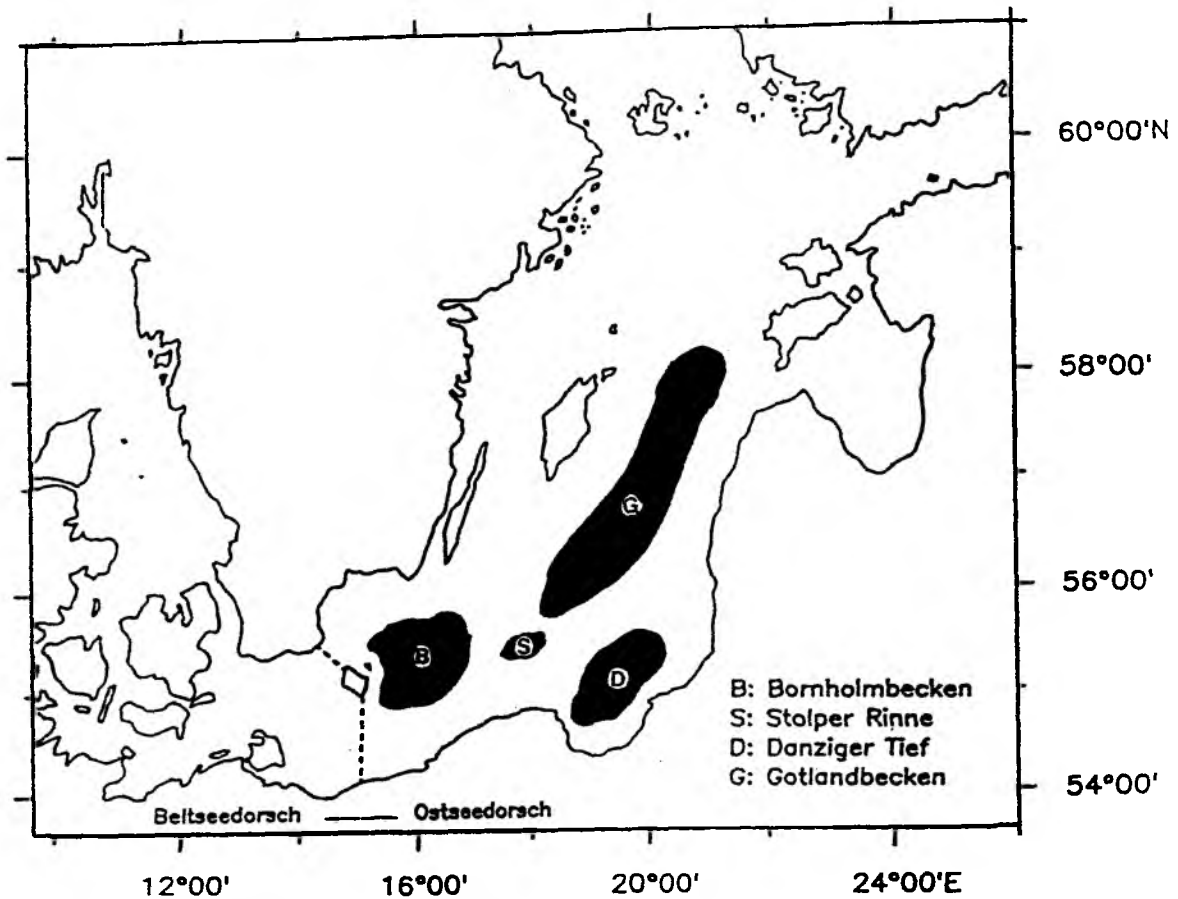 60°00'N
58°00'
56°00'
54°00'
G
B
S
D
B: Bornholmbecken
S: Stolper Rinne
D: Danziger Tief
G: Gotlandbecken
Beltseedorsch —— Ostseedorsch
12°00' 16°00' 20°00' 24°00'E